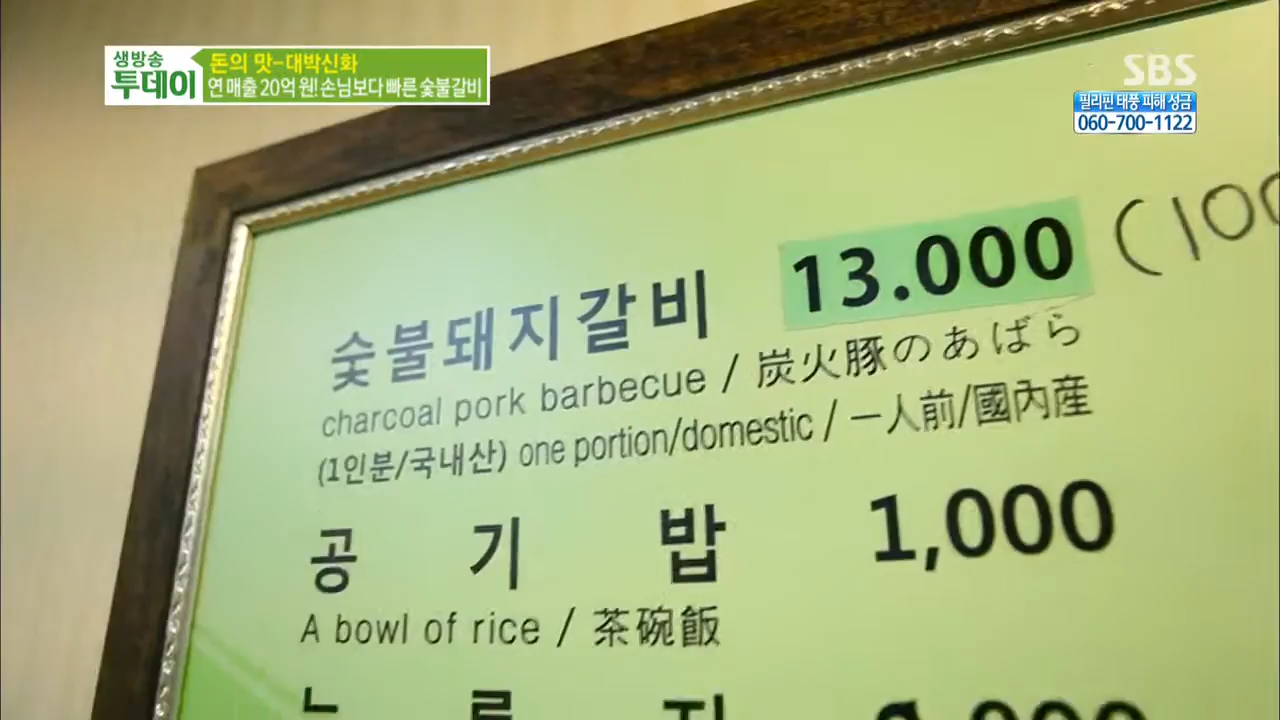 생방송 투데이
돈의 맛-대박신화
연 매출 20억 원! 손님보다 빠른 숯불갈비
SBS
필리핀 태풍 피해 성금
060-700-1122
숯불돼지갈비 13.000 (100
charcoal pork barbecue / 炭火豚のあばら
(1인분/국내산) one portion/domestic / 一人前/國內産
공 기 밥 1,000
A bowl of rice / 茶碗飯